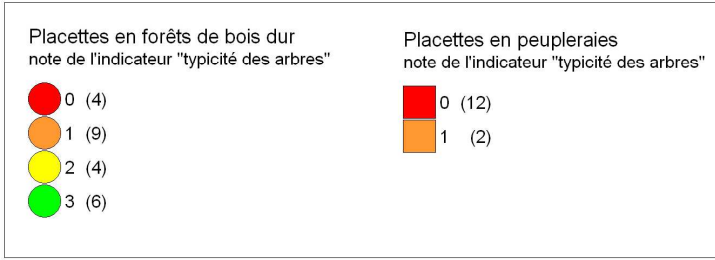 Placettes en forêts de bois dur
note de l'indicateur "typicité des arbres"
0 (4)
1 (9)
2 (4)
3 (6)
Placettes en peupleraies
note de l'indicateur "typicité des arbres"
0 (12)
1 (2)